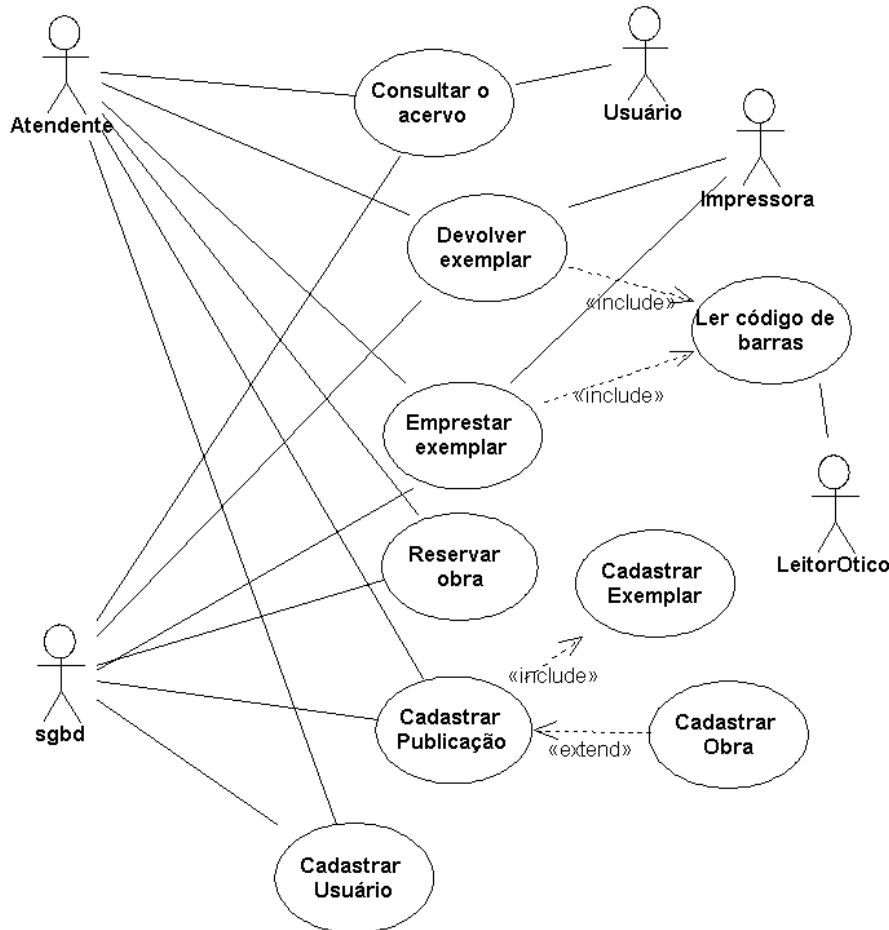 Atendente
Consultar o
acervo
Usuário
Impressora
Devolver
exemplar
«include»
Ler código de
barras
Emprestar
exemplar
«include»
LeitorOtico
Reservar
obra
Cadastrar
Exemplar
sgbd
«include»
Cadastrar
Publicação
«extend»
Cadastrar
Obra
Cadastrar
Usuário